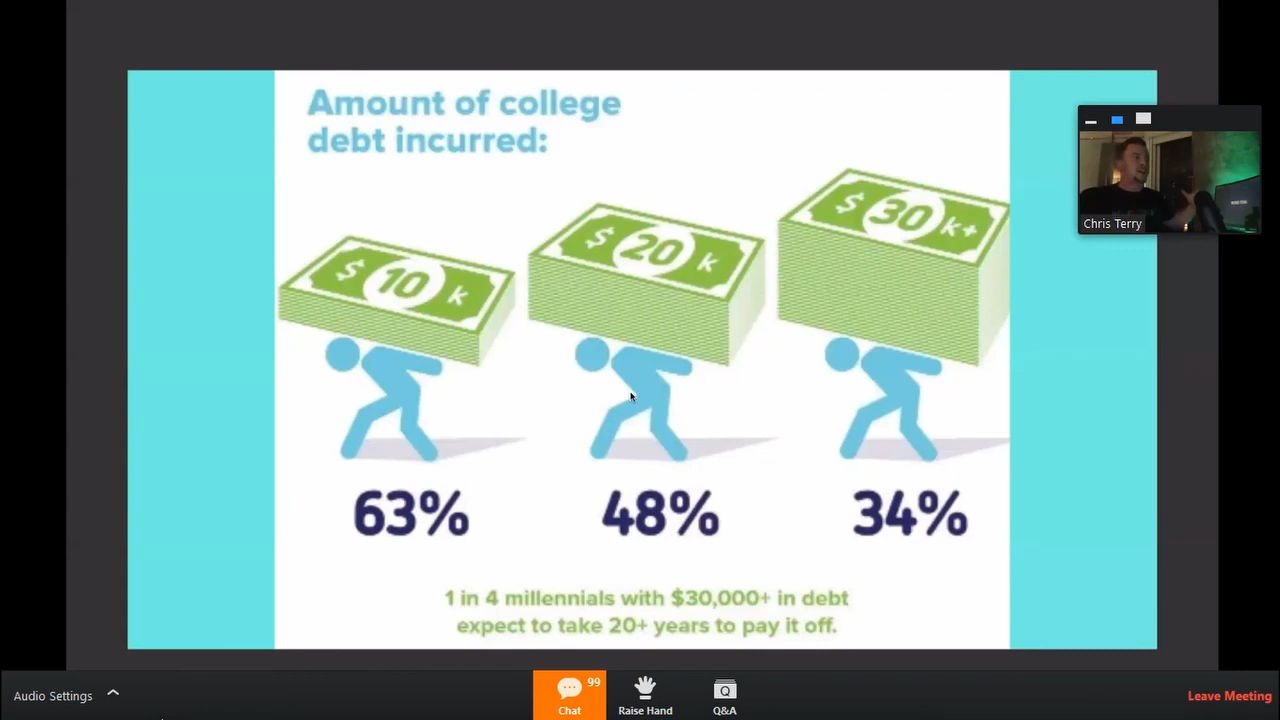 Amount of college
debt incurred:
$ 10 k
$ 20 k
$ 30 k+
63%
48%
34%
1 in 4 millennials with $30,000+ in debt
expect to take 20+ years to pay it off.
Chris Terry
Audio Settings
99
Chat
Raise Hand
Q
Q&A
Leave Meeting